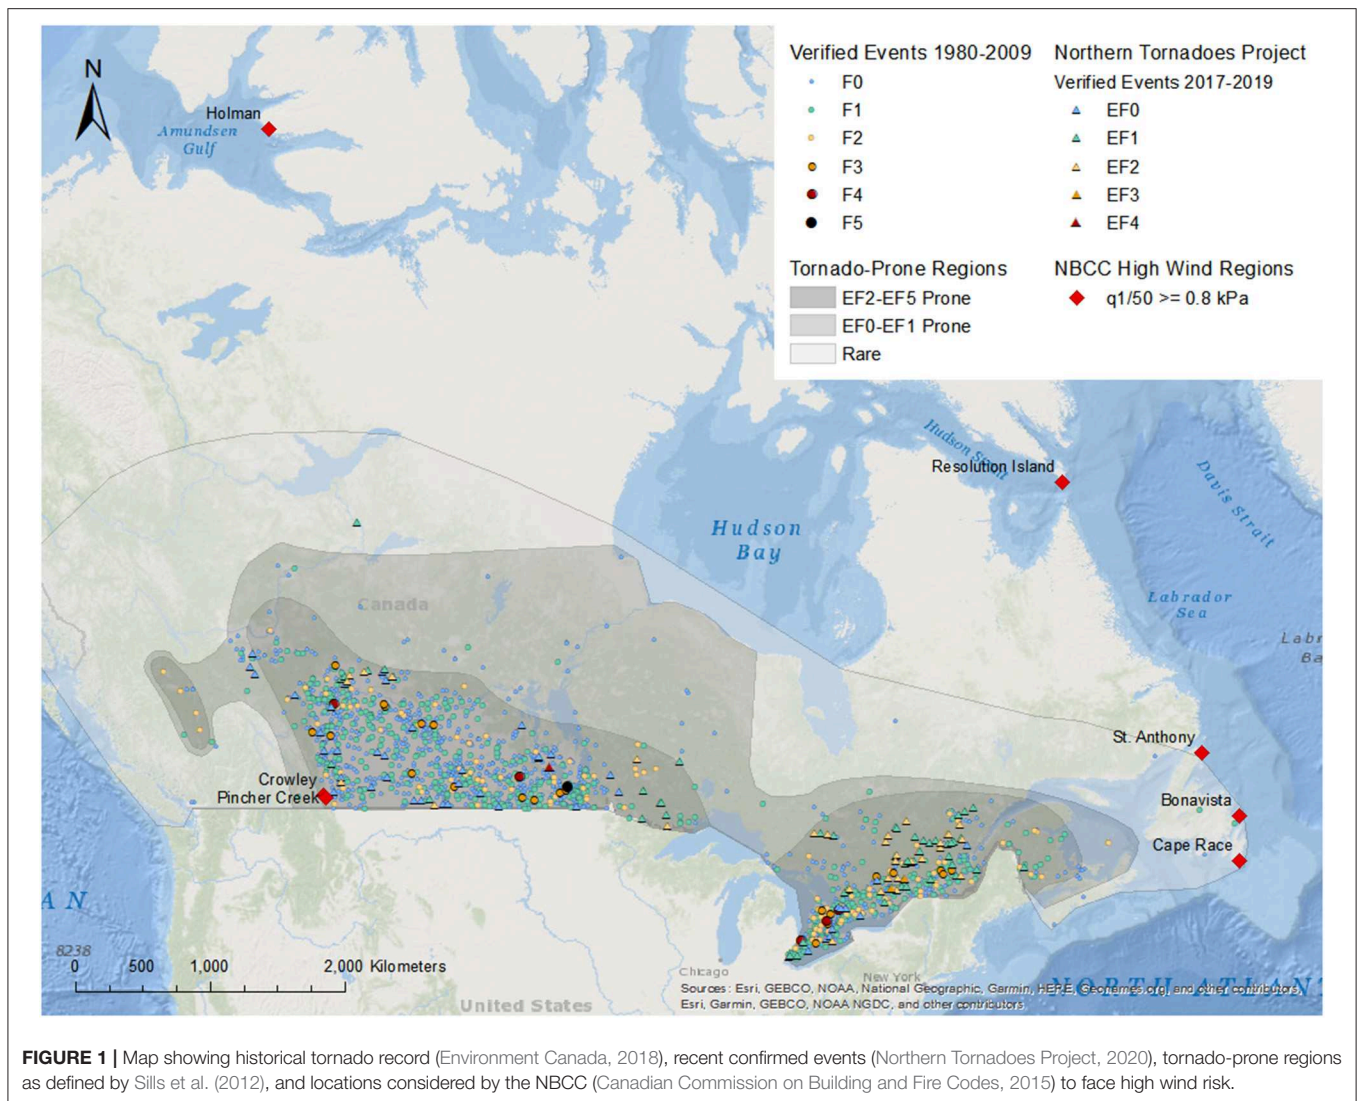 Verified Events 1980-2009
F0
F1
F2
F3
F4
F5
Northern Tornadoes Project
Verified Events 2017-2019
EF0
EF1
EF2
EF3
EF4
Tornado-Prone Regions
EF2-EF5 Prone
EF0-EF1 Prone
Rare
NBCC High Wind Regions
q1/50 >= 0.8 kPa
N
Holman
Amundsen
Gulf
Hudson Strait
Resolution Island
Davis Strait
Hudson
Bay
Labrador
Sea
Labr
Ba
Canada
St. Anthony
Crowley
Pincher Creek
Bonavista
Cape Race
A N
8238
0 500 1,000 2,000 Kilometers
Chicago
New York
United States
NORTH ATLANT
Sources: Esri, GEBCO, NOAA, National Geographic, Garmin, HERE, Geonames.org, and other contributors,
Esri, Garmin, GEBCO, NOAA NGDC, and other contributors
FIGURE 1 | Map showing historical tornado record (Environment Canada, 2018), recent confirmed events (Northern Tornadoes Project, 2020), tornado-prone regions
as defined by Sills et al. (2012), and locations considered by the NBCC (Canadian Commission on Building and Fire Codes, 2015) to face high wind risk.